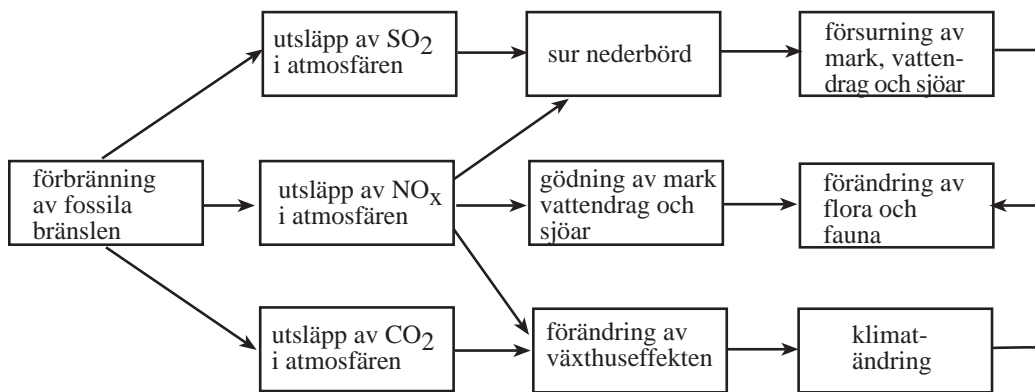 utsläpp av SO2
i atmosfären
sur nederbörd
försurning av
mark, vatten-
drag och sjöar
förbränning
av fossila
bränslen
utsläpp av NOx
i atmosfären
gödning av mark
vattendrag och
sjöar
förändring av
flora och
fauna
utsläpp av CO2
i atmosfären
förändring av
växthuseffekten
klimat-
ändring